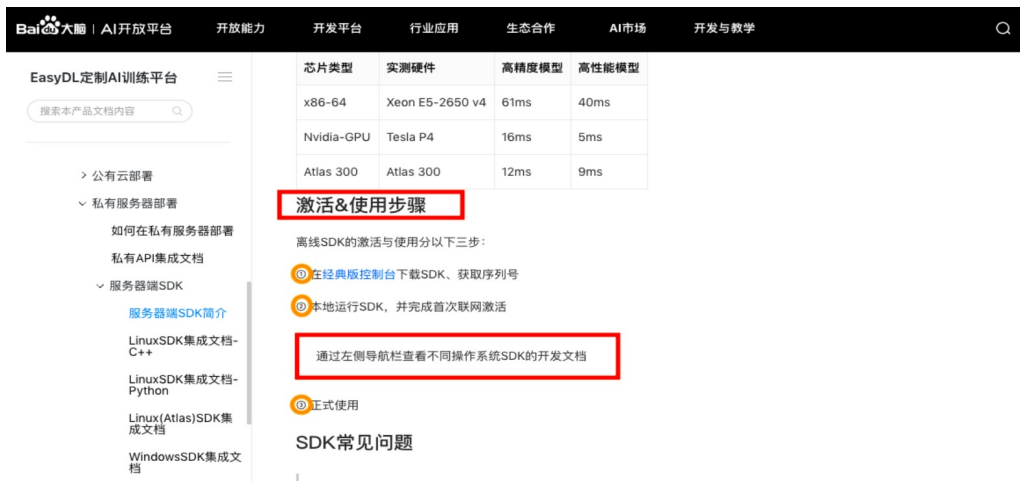 Bai大脑 | AI开放平台 开放能力 开发平台 行业应用 生态合作 AI市场 开发与教学
EasyDL定制AI训练平台
搜索本产品文档内容
> 公有云部署
私有服务器部署
如何在私有服务器部署
私有API集成文档
服务器端SDK
服务器端SDK简介
LinuxSDK集成文档-
C++
LinuxSDK集成文档-
Python
Linux(Atlas)SDK集
成文档
WindowsSDK集成文
档
芯片类型 实测硬件 高精度模型 高性能模型
x86-64 Xeon E5-2650 v4 61ms 40ms
Nvidia-GPU Tesla P4 16ms 5ms
Atlas 300 Atlas 300 12ms 9ms
激活&使用步骤
离线SDK的激活与使用分以下三步:
①在经典版控制台下载SDK、获取序列号
②本地运行SDK，并完成首次联网激活
通过左侧导航栏查看不同操作系统SDK的开发文档
③正式使用
SDK常见问题